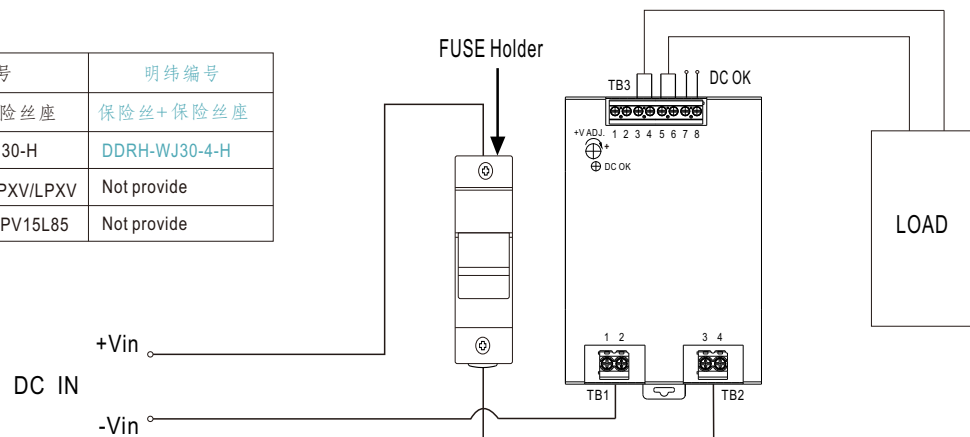 号 明纬编号
险丝座 保险丝+保险丝座
30-H DDRH-WJ30-4-H
PXV/LPXV Not provide
PV15L85 Not provide
FUSE Holder
TB3
DC OK
1 2 3 4 5 6 7 8
+V ADJ.
+
DC OK
LOAD
1 2
3 4
TB1
TB2
+Vin
DC IN
-Vin